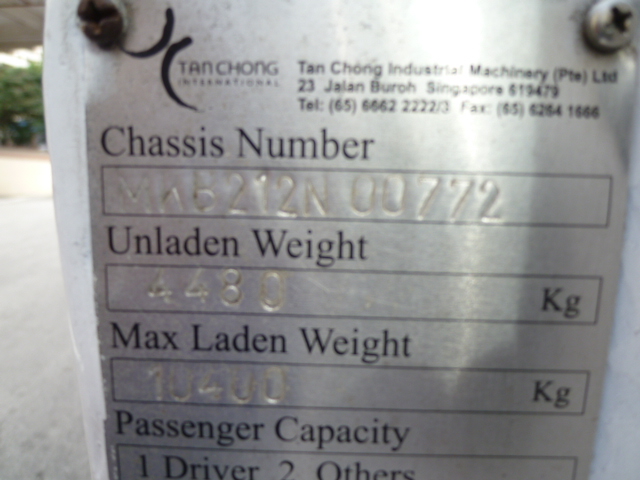 TAN CHONG
INTERNATIONAL
Tan Chong Industrial Machinery (Pte) Ltd
23 Jalan Buroh Singapore 619479
Tel: (65) 6662 2222/3 Fax: (65) 6264 1666
Chassis Number
MKB212N 00772
Unladen Weight
4480 Kg
Max Laden Weight
10400 Kg
Passenger Capacity
1 Driver 2 Others